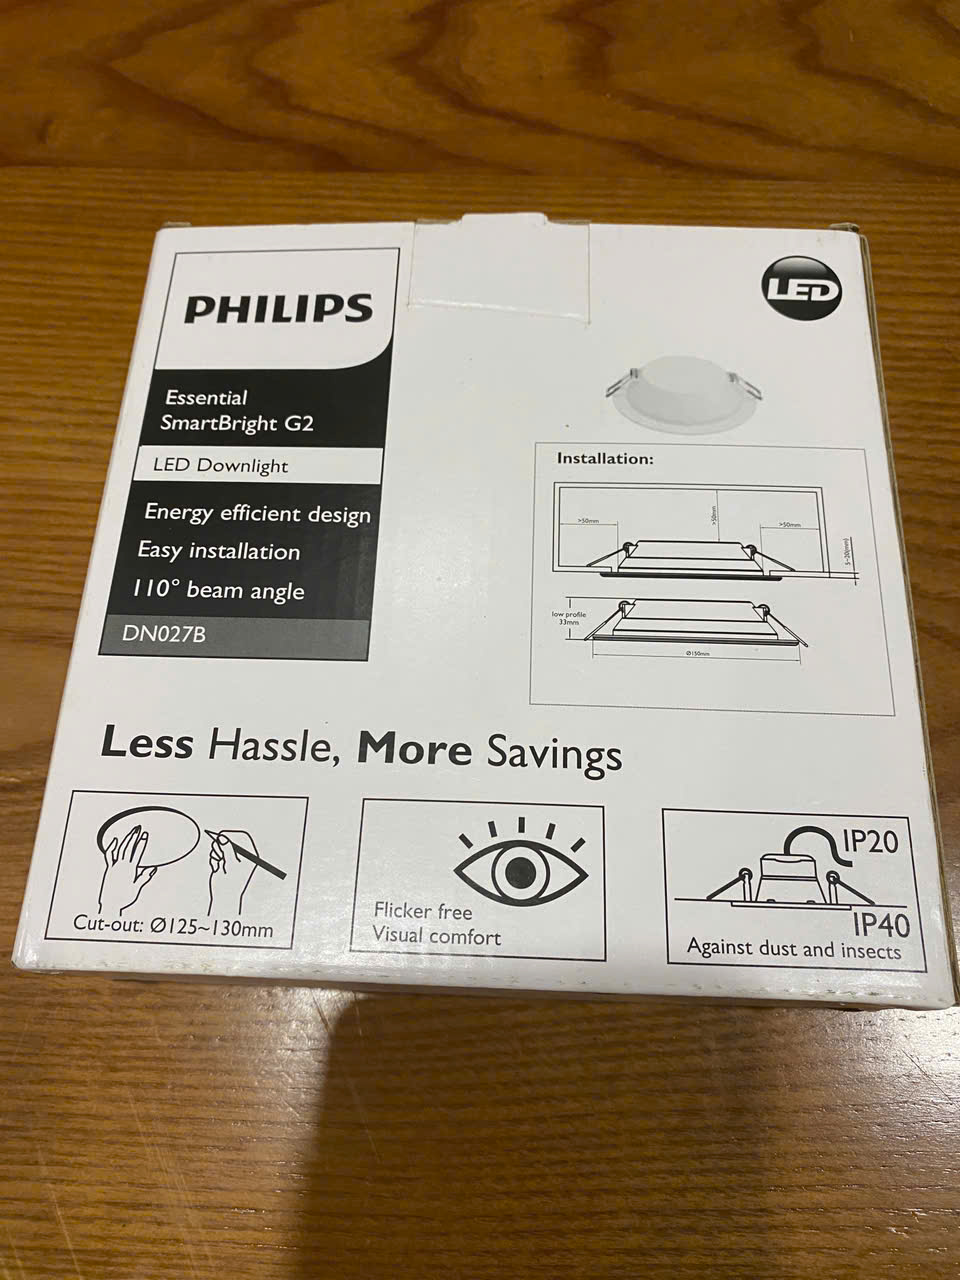 PHILIPS
LED
Essential
SmartBright G2
LED Downlight
Energy efficient design
Easy installation
110° beam angle
DN027B
Installation:
>50mm
>50mm
>50mm
low profile
33mm
Ø150mm
Less Hassle, More Savings
Cut-out: Ø125~130mm
Flicker free
Visual comfort
IP20
IP40
Against dust and insects